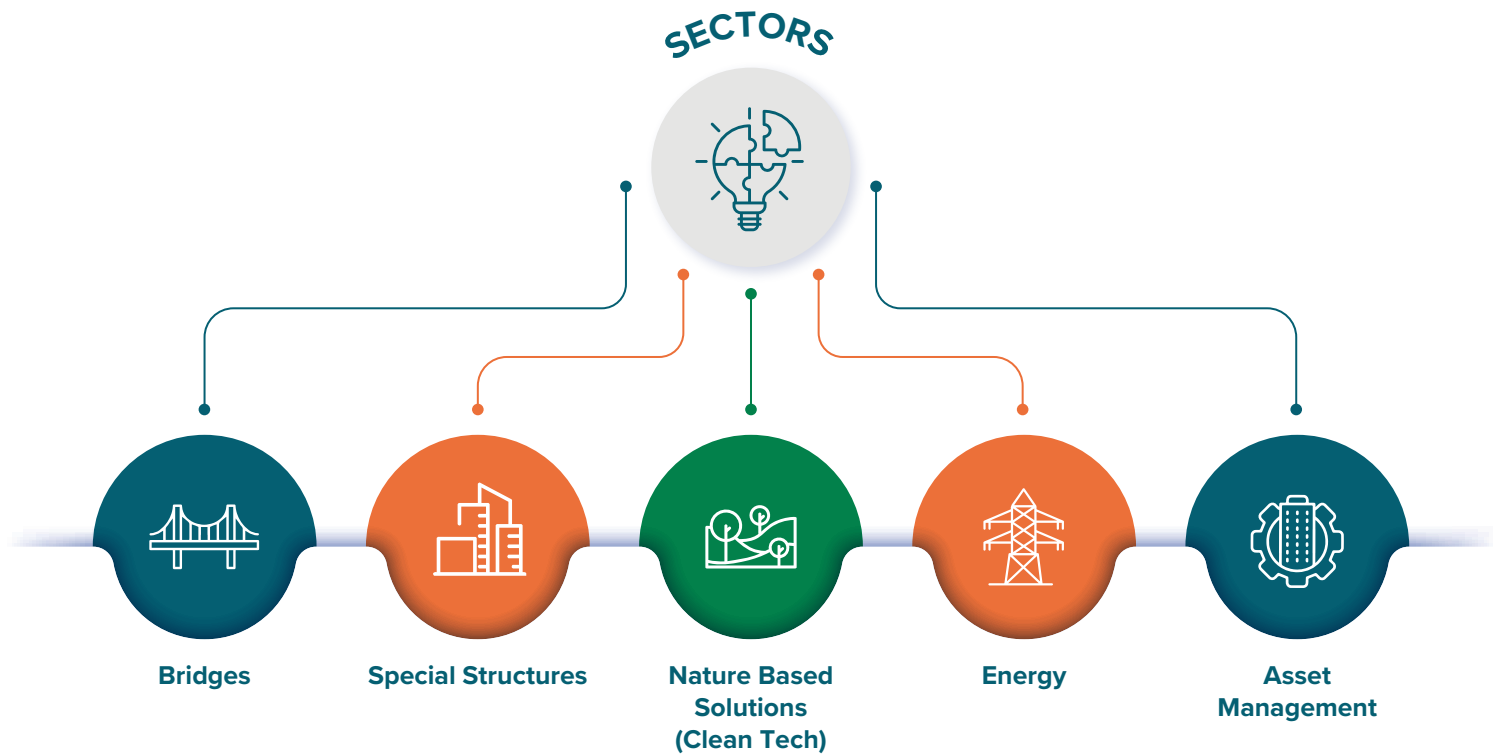 SECTORS
Bridges
Special Structures
Nature Based
Solutions
(Clean Tech)
Energy
Asset
Management